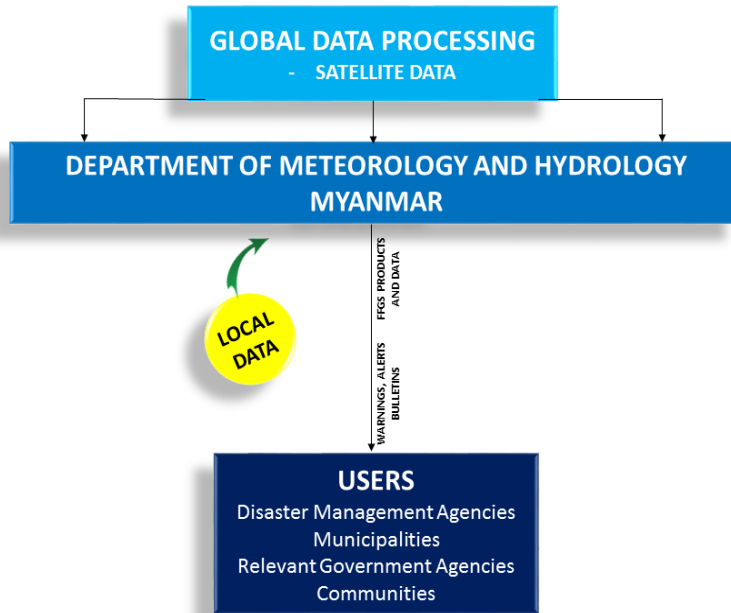 GLOBAL DATA PROCESSING
- SATELLITE DATA
DEPARTMENT OF METEOROLOGY AND HYDROLOGY
MYANMAR
FFGS PRODUCTS
AND DATA
LOCAL
DATA
WARNINGS, ALERTS
BULLETINS
USERS
Disaster Management Agencies
Municipalities
Relevant Government Agencies
Communities